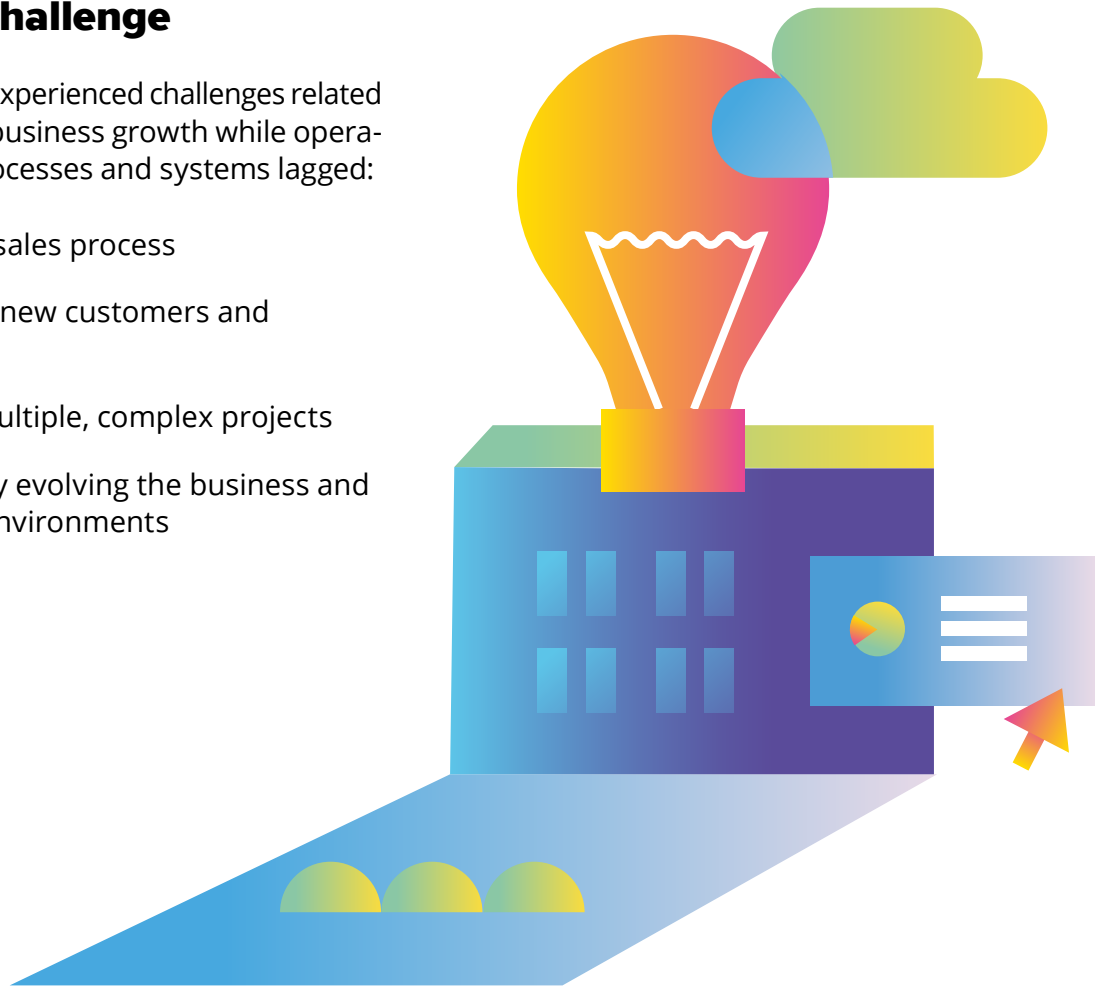 hallenge
xperienced challenges related
business growth while opera-
ocesses and systems lagged:
sales process
new customers and
ultiple, complex projects
y evolving the business and
nvironments